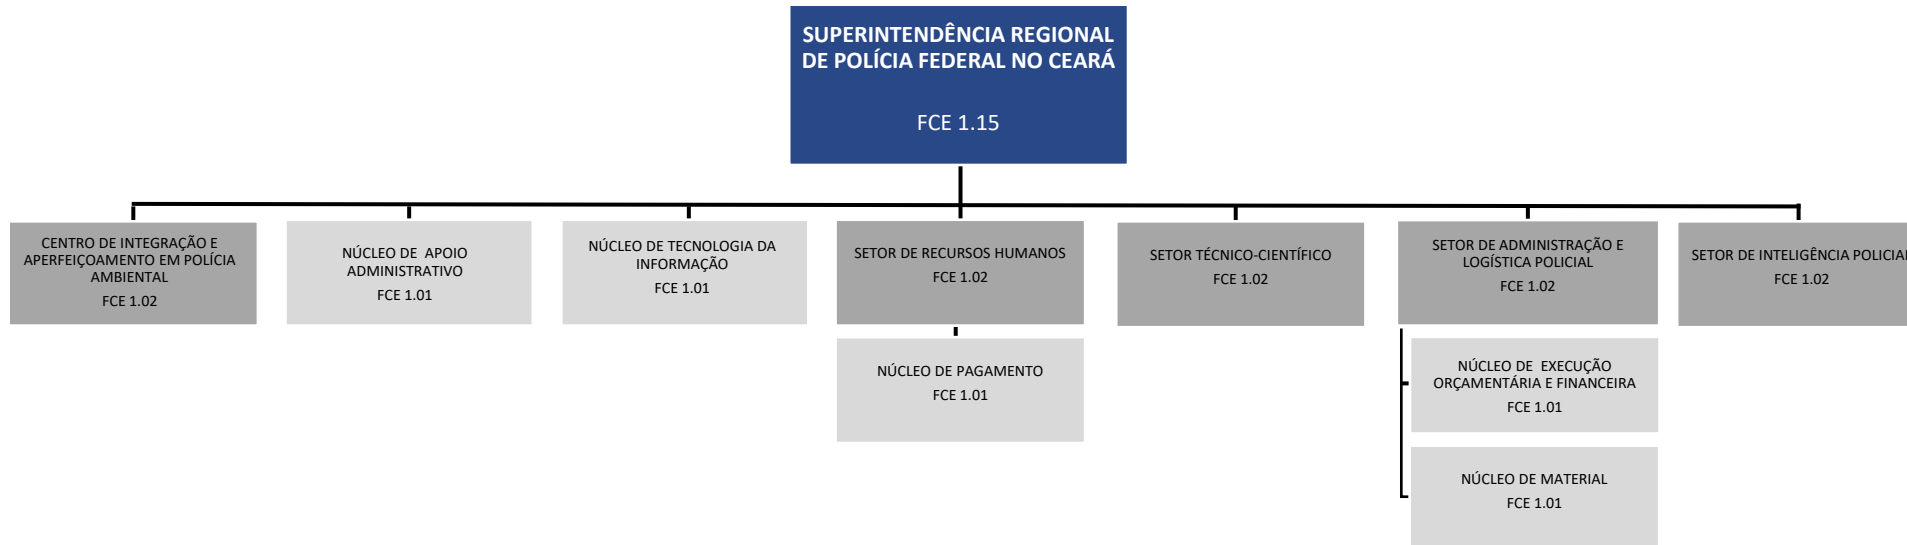 SUPERINTENDÊNCIA REGIONAL
DE POLÍCIA FEDERAL NO CEARÁ
FCE 1.15
CENTRO DE INTEGRAÇÃO E
APERFEIÇOAMENTO EM POLÍCIA
AMBIENTAL
FCE 1.02
NÚCLEO DE APOIO
ADMINISTRATIVO
FCE 1.01
NÚCLEO DE TECNOLOGIA DA
INFORMAÇÃO
FCE 1.01
SETOR DE RECURSOS HUMANOS
FCE 1.02
SETOR TÉCNICO-CIENTÍFICO
FCE 1.02
SETOR DE ADMINISTRAÇÃO E
LOGÍSTICA POLICIAL
FCE 1.02
SETOR DE INTELIGÊNCIA POLICIAL
FCE 1.02
NÚCLEO DE PAGAMENTO
FCE 1.01
NÚCLEO DE EXECUÇÃO
ORÇAMENTÁRIA E FINANCEIRA
FCE 1.01
NÚCLEO DE MATERIAL
FCE 1.01